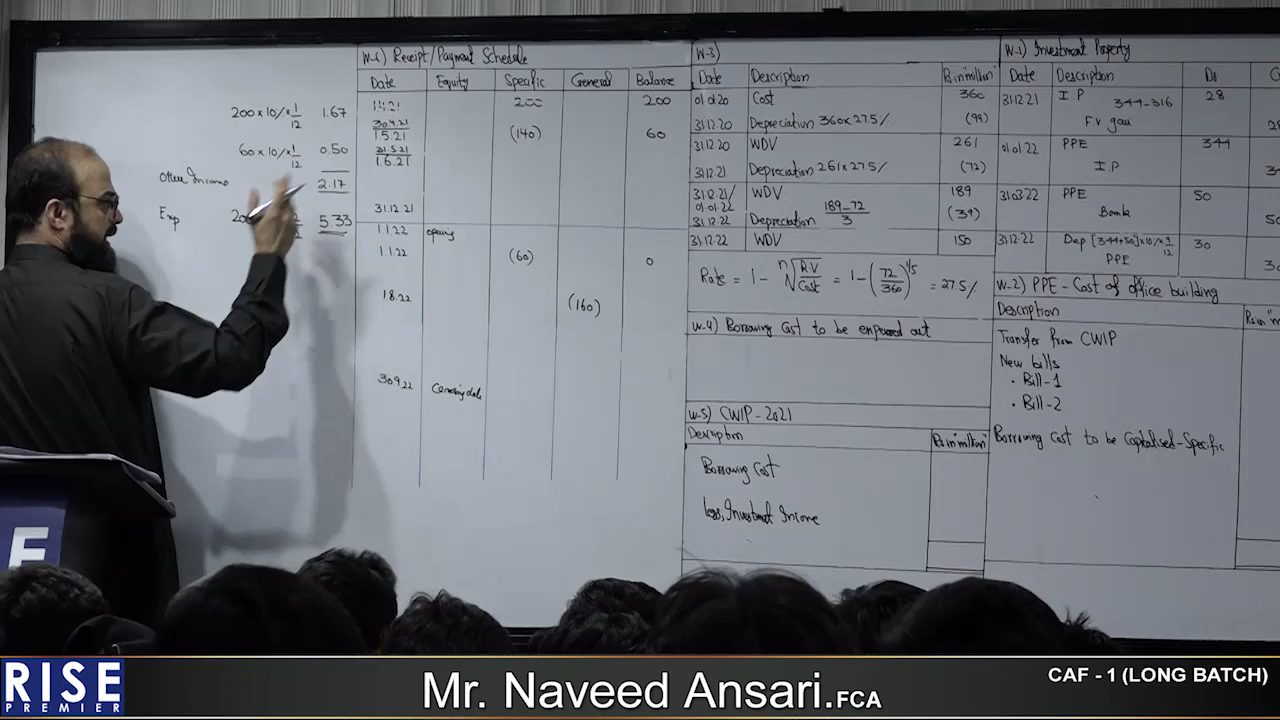 200 x 10% x 1/12 1.67
60 x 10% x 1/12 0.50
Other Income 2.17
Exp 5.33
W-6) Receipt/Payment Schedule
Date Equity Specific General Balance
1.4.21 200 200
30.4.21
1.5.21 (140) 60
31.5.21
1.6.21
31.12.21
1.1.22 opening
1.1.22 (60) 0
1.8.22 (160)
30.9.22
W-3)
Date Description R in "million"
01.01.20 Cost 360
31.12.20 Depreciation 360 x 27.5% (99)
31.12.20 WDV 261
31.12.21 Depreciation 261 x 27.5% (72)
31.12.21/ WDV 189
01.01.22
31.12.22 Depreciation 189-72/3 (39)
31.12.22 WDV 150
Rate = 1 - n√RV/Cost = 1 - (72/360)^1/5 = 27.5%
W-4) Borrowing Cost to be out
W-5) CWIP-2021
Description Rs.in"million"
Borrowing Cost
less, Investment Income
W-1) Investment Property
Date Description Dr
31.12.21 I.P 344-316 28
F.V gain
01.01.22 PPE 344
I.P
31.03.22 PPE 50
Bank
31.12.22 Dep [344+50] x 10% x 30
PPE
W-2) PPE - Cost of office building
Description
Transfer from CWIP
New bills
• Bill-1
• Bill-2
Borrowing Cost to be Capitalised-Specific
RISE
PREMIER
Mr. Naveed Ansari.FCA
CAF - 1 (LONG BATCH)